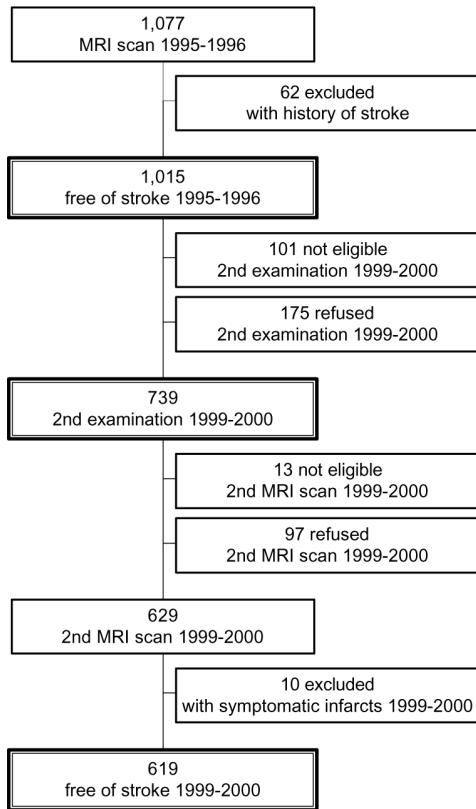 1,077
MRI scan 1995-1996
62 excluded
with history of stroke
1,015
free of stroke 1995-1996
101 not eligible
2nd examination 1999-2000
175 refused
2nd examination 1999-2000
739
2nd examination 1999-2000
13 not eligible
2nd MRI scan 1999-2000
97 refused
2nd MRI scan 1999-2000
629
2nd MRI scan 1999-2000
10 excluded
with symptomatic infarcts 1999-2000
619
free of stroke 1999-2000